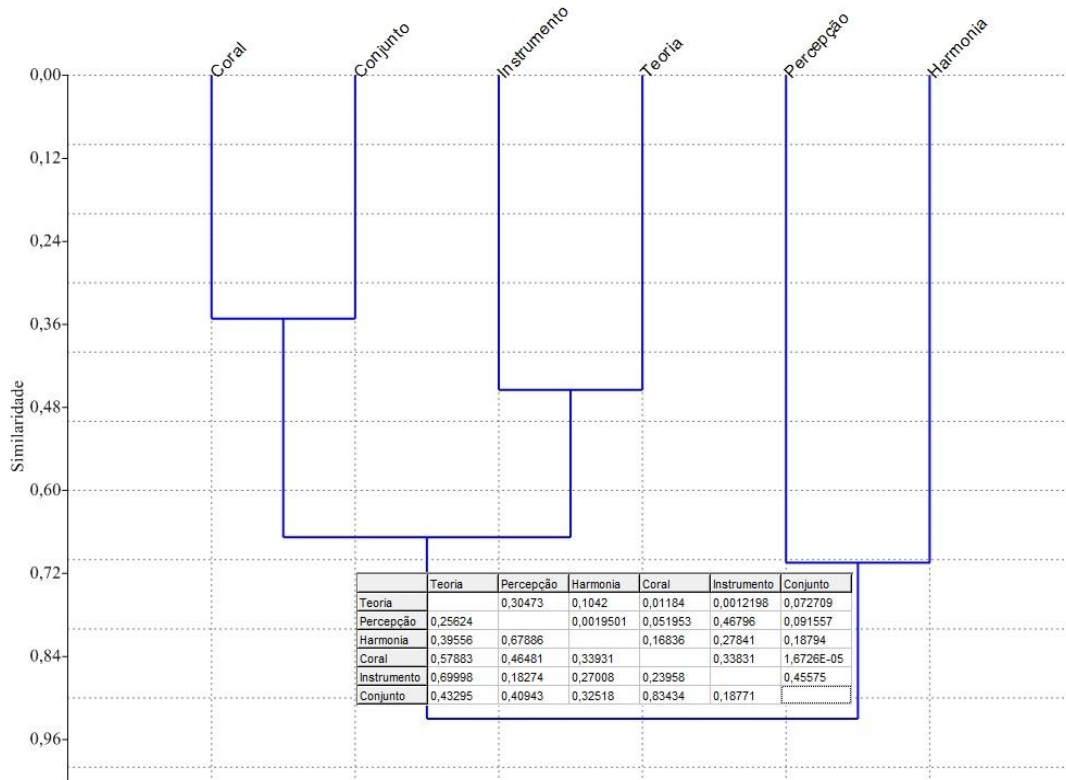 Coral
Conjunto
Instrumento
Teoria
Percepção
Harmonia
0,00
0,12
0,24
0,36
0,48
0,60
0,72
0,84
0,96
Similaridade
Teoria Percepção Harmonia Coral Instrumento Conjunto
Teoria 0,30473 0,1042 0,01184 0,0012198 0,072709
Percepção 0,25624 0,0019501 0,051953 0,46796 0,091557
Harmonia 0,39556 0,67886 0,16836 0,27841 0,18794
Coral 0,57883 0,46481 0,33931 0,33831 1,6726E-05
Instrumento 0,69998 0,18274 0,27008 0,23958 0,45575
Conjunto 0,43295 0,40943 0,32518 0,83434 0,18771